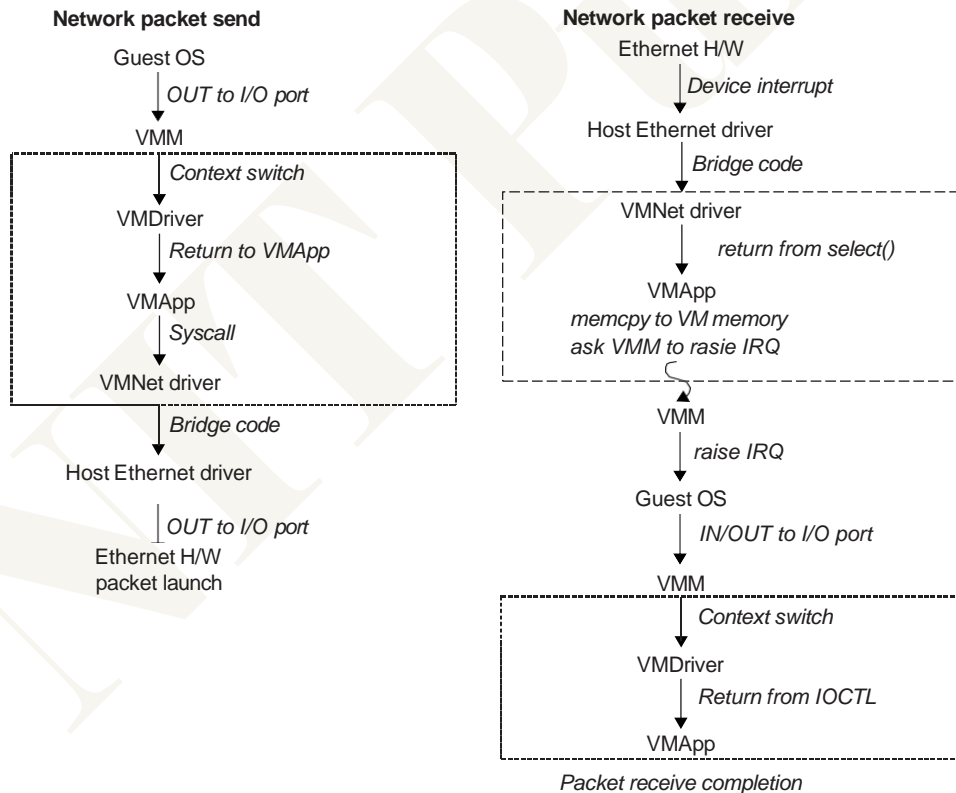 Network packet send
Guest OS
OUT to I/O port
VMM
Context switch
VMDriver
Return to VMApp
VMApp
Syscall
VMNet driver
Bridge code
Host Ethernet driver
OUT to I/O port
Ethernet H/W
packet launch
Network packet receive
Ethernet H/W
Device interrupt
Host Ethernet driver
Bridge code
VMNet driver
return from select()
VMApp
memcpy to VM memory
ask VMM to rasie IRQ
VMM
raise IRQ
Guest OS
IN/OUT to I/O port
VMM
Context switch
VMDriver
Return from IOCTL
VMApp
Packet receive completion